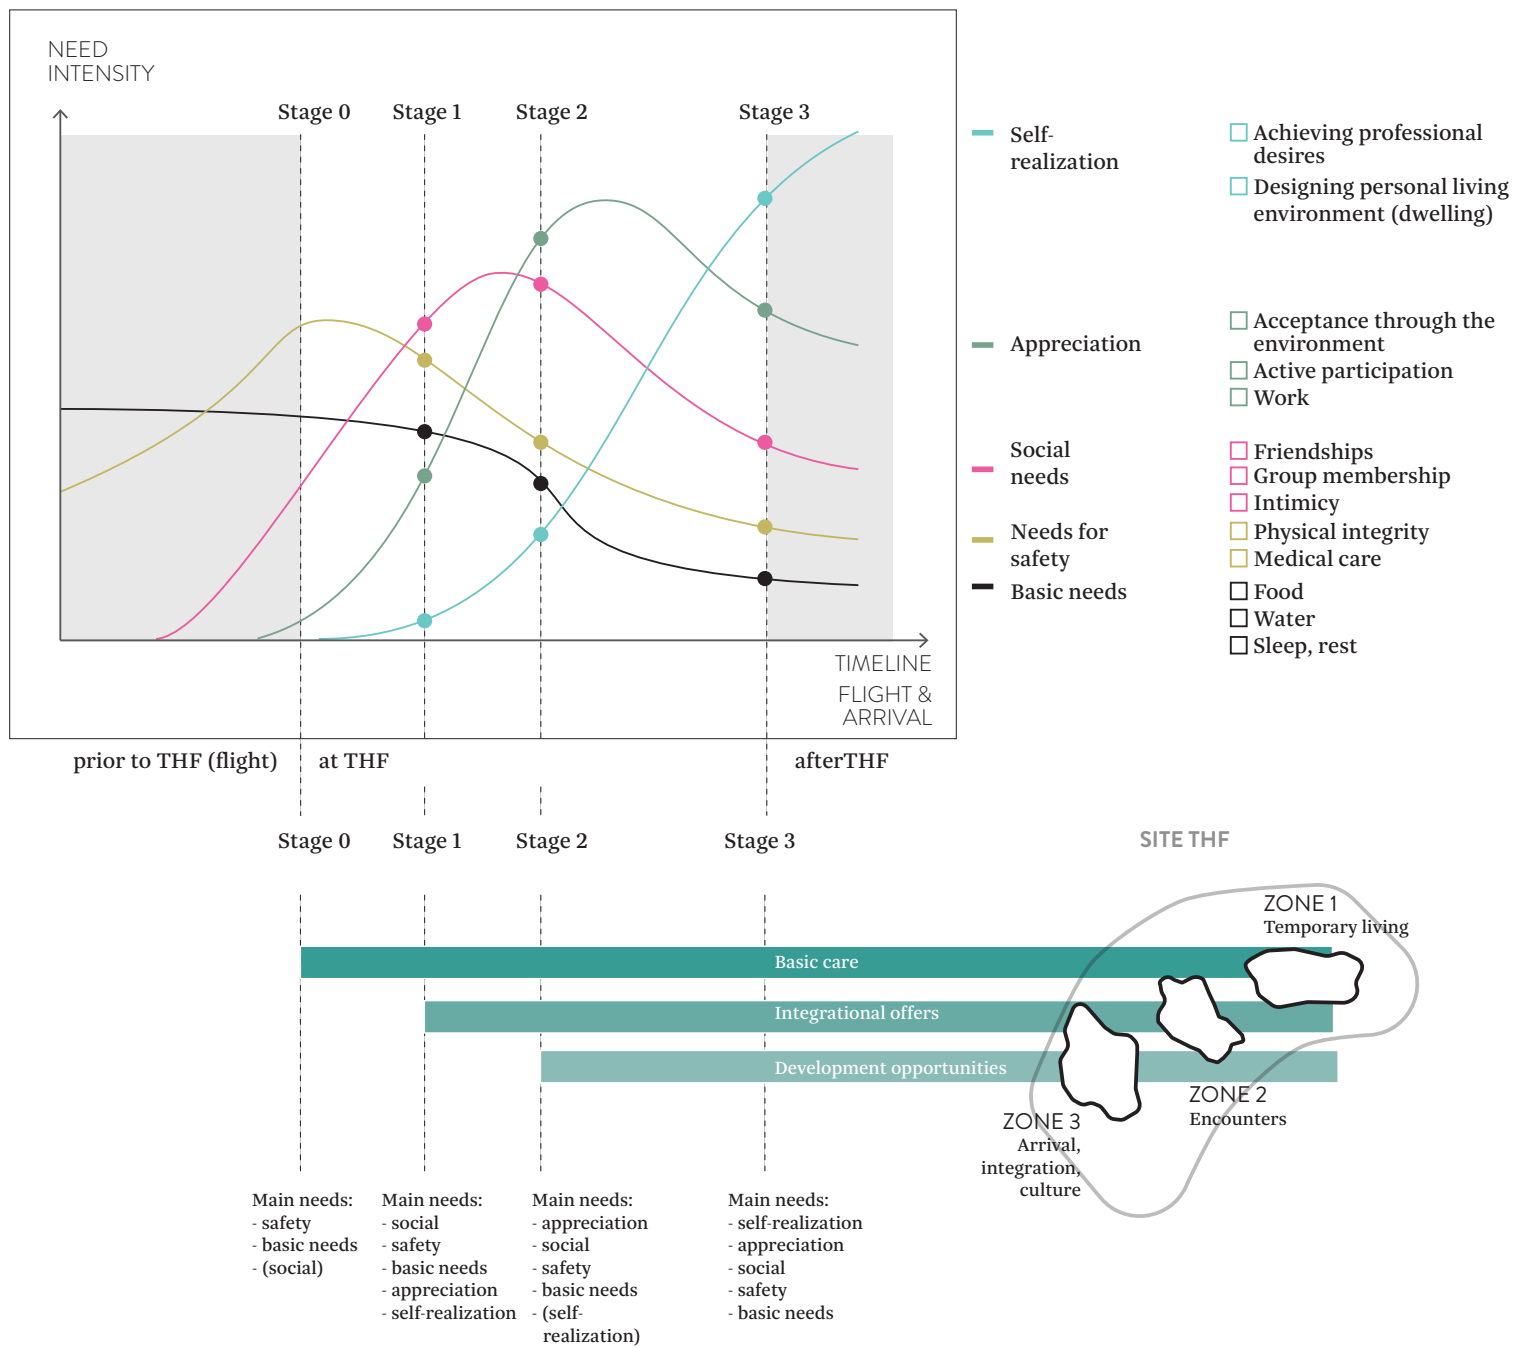 NEED
INTENSITY
Stage 0
Stage 1
Stage 2
Stage 3
TIMELINE
FLIGHT &
ARRIVAL
Self-
realization
Achieving professional
desires
Designing personal living
environment (dwelling)
Appreciation
Acceptance through the
environment
Active participation
Work
Social
needs
Friendships
Group membership
Intimicy
Needs for
safety
Physical integrity
Medical care
Basic needs
Food
Water
Sleep, rest
prior to THF (flight)
at THF
afterTHF
Stage 0
Stage 1
Stage 2
Stage 3
SITE THF
ZONE 1
Temporary living
Basic care
Integrational offers
Development opportunities
ZONE 2
Encounters
ZONE 3
Arrival,
integration,
culture
Main needs:
- safety
- basic needs
- (social)
Main needs:
- social
- safety
- basic needs
- appreciation
- self-realization
Main needs:
- appreciation
- social
- safety
- basic needs
- (self-
realization)
Main needs:
- self-realization
- appreciation
- social
- safety
- basic needs